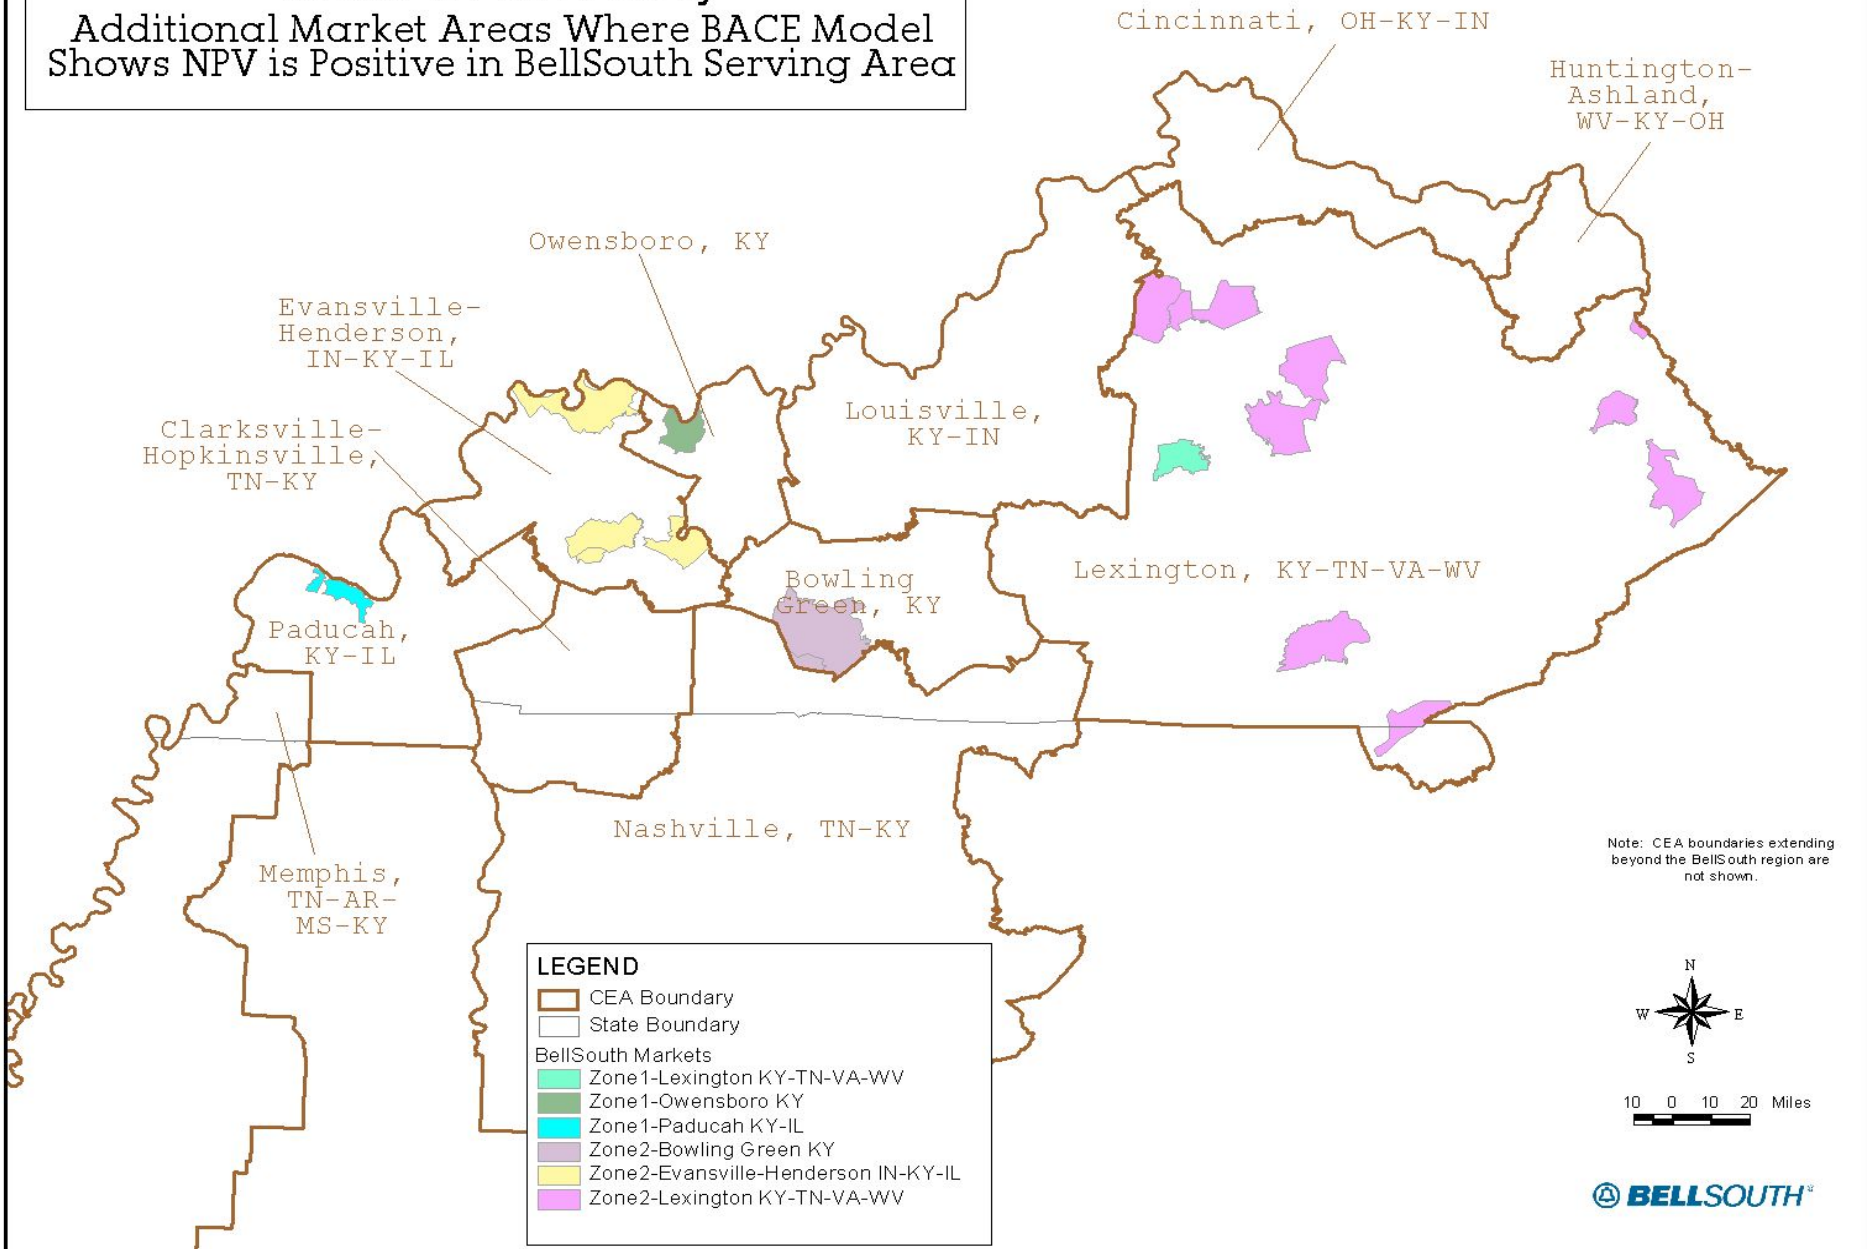 Additional Market Areas Where BACE Model
Shows NPV is Positive in BellSouth Serving Area
Cincinnati, OH-KY-IN
Huntington-
Ashland,
WV-KY-OH
Owensboro, KY
Evansville-
Henderson,
IN-KY-IL
Clarksville-
Hopkinsville,
TN-KY
Louisville,
KY-IN
Bowling
Green, KY
Lexington, KY-TN-VA-WV
Paducah,
KY-IL
Nashville, TN-KY
Memphis,
TN-AR-
MS-KY
Note: CEA boundaries extending
beyond the BellSouth region are
not shown.
LEGEND
CEA Boundary
State Boundary
BellSouth Markets
Zone1-Lexington KY-TN-VA-WV
Zone1-Owensboro KY
Zone1-Paducah KY-IL
Zone2-Bowling Green KY
Zone2-Evansville-Henderson IN-KY-IL
Zone2-Lexington KY-TN-VA-WV
N
W E
S
10 0 10 20 Miles
BELLSOUTH®